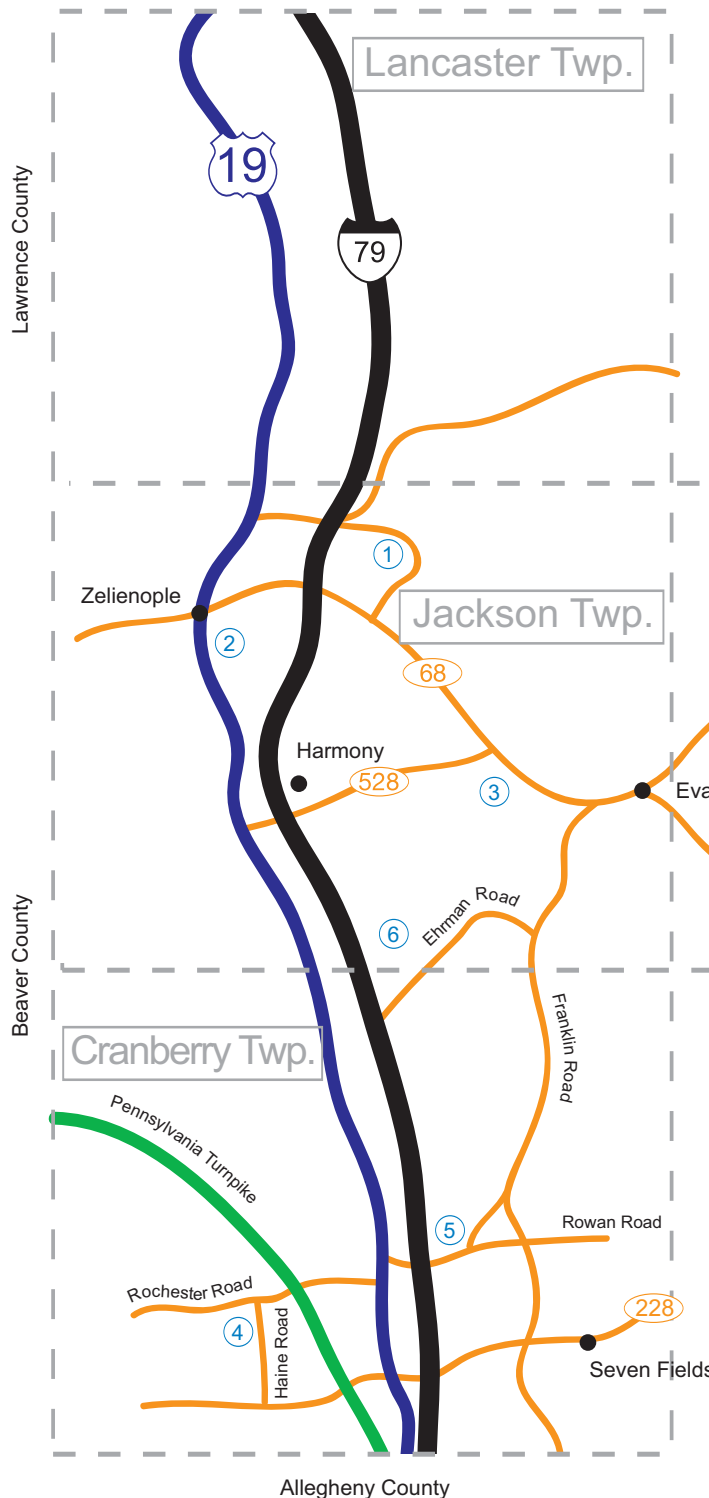 Lancaster Twp.
19
Lawrence County
79
1
Zelienople
Jackson Twp.
2
68
Harmony
528
3
Eva
Ehrman Road
6
Beaver County
Franklin Road
Cranberry Twp.
Pennsylvania Turnpike
5
Rowan Road
Rochester Road
228
4
Haine Road
Seven Fields
Allegheny County